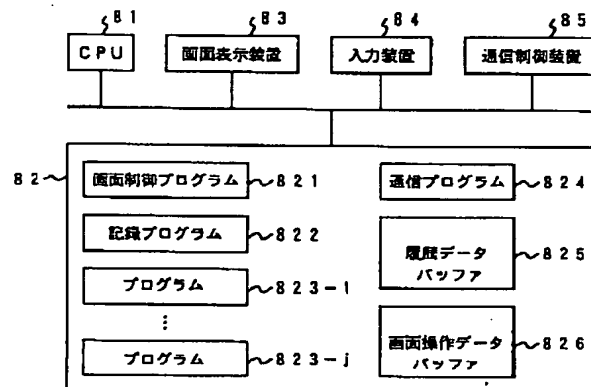 81
83
84
85
CPU
画面表示装置
入力装置
通信制御装置
82
画面制御プログラム
821
通信プログラム
824
記録プログラム
822
履歴データ
バッファ
825
プログラム
823-1
⋮
プログラム
823-j
画面操作データ
バッファ
826